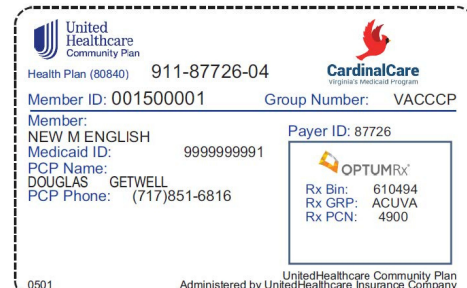 United
Healthcare
Community Plan
CardinalCare
Virginia's Medicaid Program
Health Plan (80840) 911-87726-04
Member ID: 001500001 Group Number: VACCCP
Member:
NEW M ENGLISH
Payer ID: 87726
Medicaid ID: 9999999991
PCP Name:
DOUGLAS GETWELL
PCP Phone: (717)851-6816
OPTUMRx®
Rx Bin: 610494
Rx GRP: ACUVA
Rx PCN: 4900
UnitedHealthcare Community Plan
0501 Administered by UnitedHealthcare Insurance Company